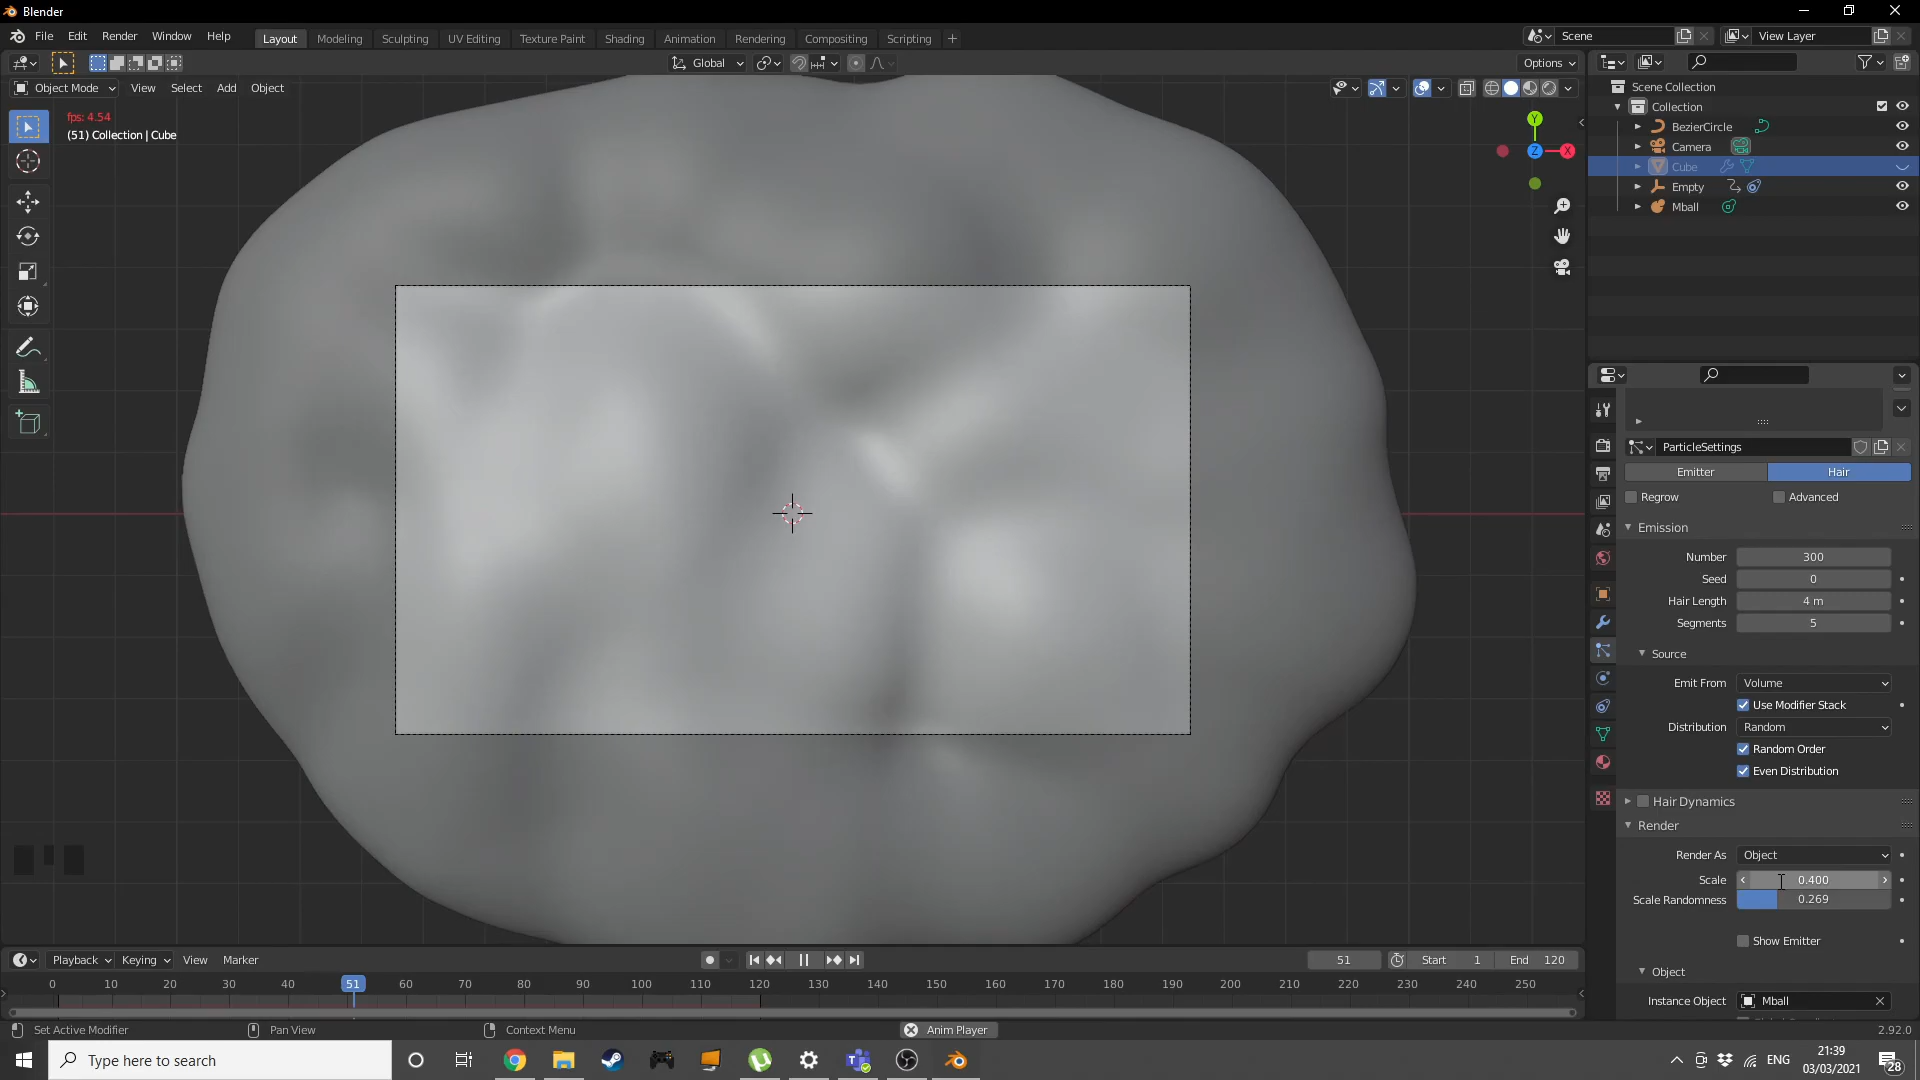 Blender
File Edit Render Window Help
Layout Modeling Sculpting UV Editing Texture Paint Shading Animation Rendering Compositing Scripting +
Scene
View Layer
Global
Options
Object Mode View Select Add Object
fps: 4.54
(51) Collection | Cube
Y
Z
X
Scene Collection
Collection
BezierCircle
Camera
Cube
Empty
Mball
ParticleSettings
Emitter Hair
Regrow Advanced
Emission
Number 300
Seed 0
Hair Length 4 m
Segments 5
Source
Emit From Volume
Use Modifier Stack
Distribution Random
Random Order
Even Distribution
Hair Dynamics
Render
Render As Object
Scale 0.400
Scale Randomness 0.269
Show Emitter
Object
Instance Object Mball
Playback Keying View Marker
51 Start 1 End 120
0 10 20 30 40 51 60 70 80 90 100 110 120 130 140 150 160 170 180 190 200 210 220 230 240 250
Set Active Modifier Pan View Context Menu Anim Player 2.92.0
Type here to search
ENG
21:39
03/03/2021
28